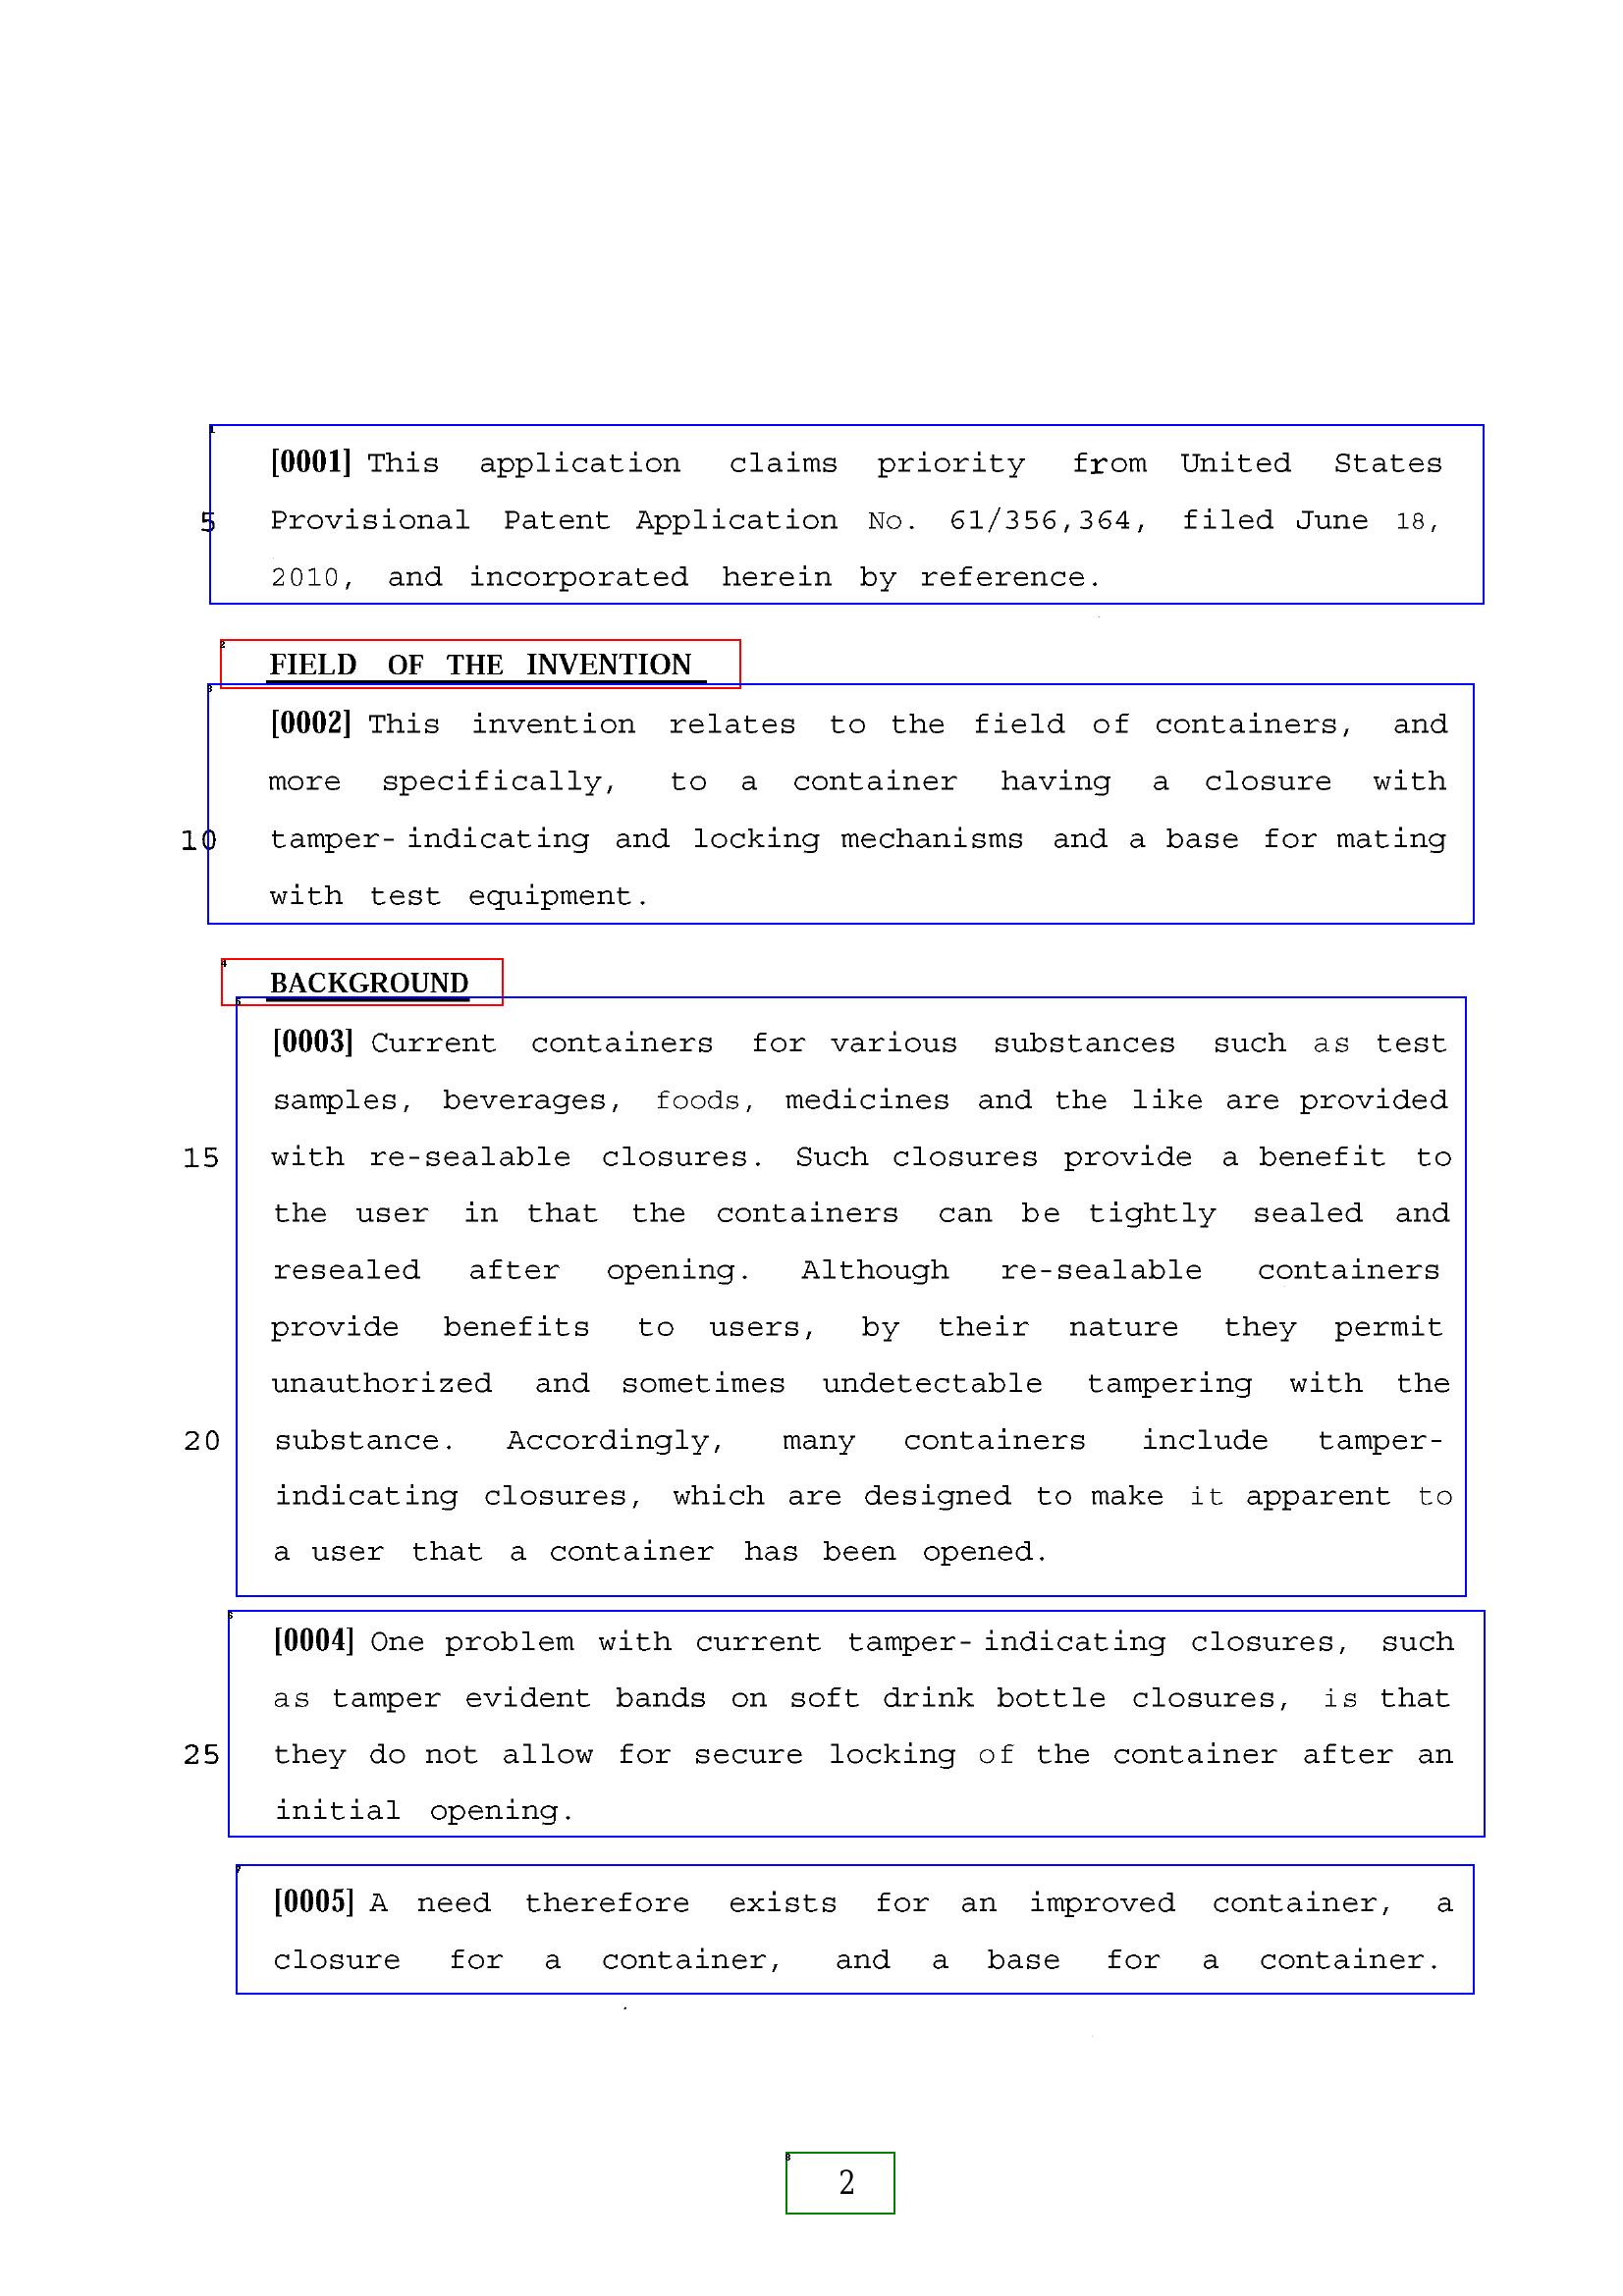 [0001] This application claims priority from United States
5 Provisional Patent Application No. 61/356,364, filed June 18,
2010, and incorporated herein by reference.
FIELD OF THE INVENTION
[0002] This invention relates to the field of containers, and
more specifically, to a container having a closure with
10 tamper-indicating and locking mechanisms and a base for mating
with test equipment.
BACKGROUND
[0003] Current containers for various substances such as test
samples, beverages, foods, medicines and the like are provided
15 with re-sealable closures. Such closures provide a benefit to
the user in that the containers can be tightly sealed and
resealed after opening. Although re-sealable containers
provide benefits to users, by their nature they permit
unauthorized and sometimes undetectable tampering with the
20 substance. Accordingly, many containers include tamper-
indicating closures, which are designed to make it apparent to
a user that a container has been opened.
[0004] One problem with current tamper-indicating closures, such
as tamper evident bands on soft drink bottle closures, is that
25 they do not allow for secure locking of the container after an
initial opening.
[0005] A need therefore exists for an improved container, a
closure for a container, and a base for a container.
2